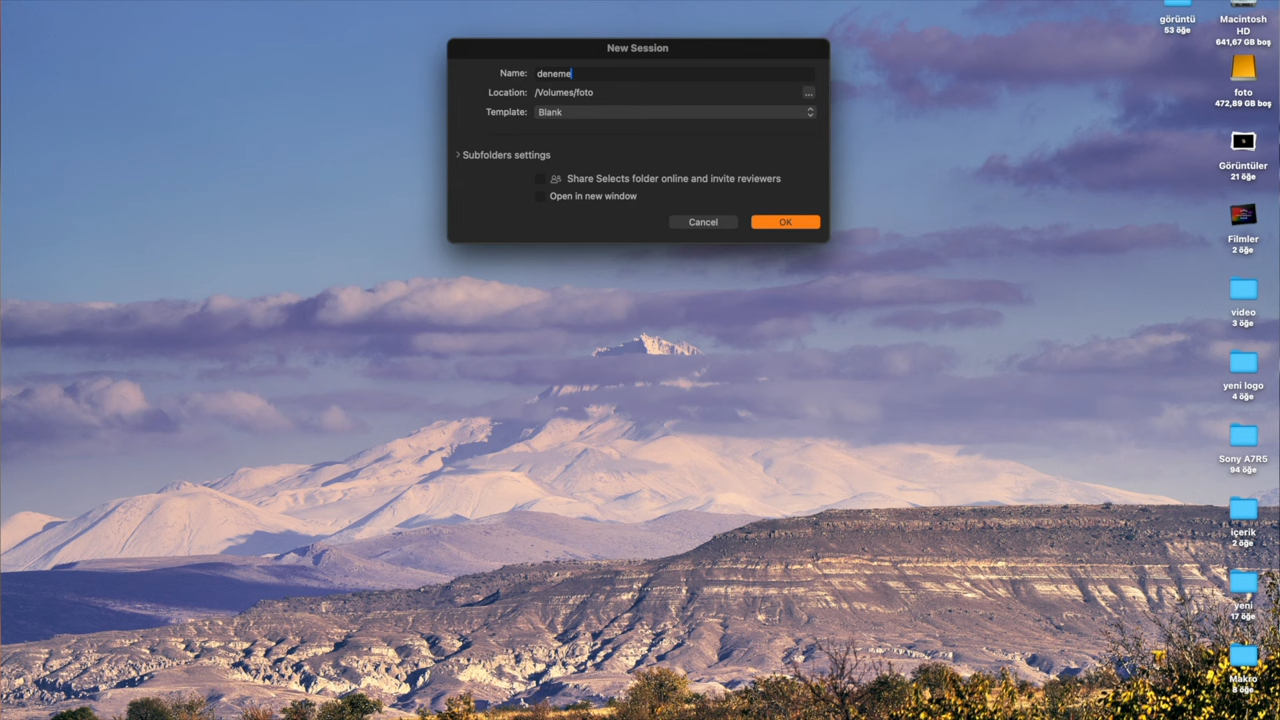 New Session
Name: deneme
Location: /Volumes/foto ...
Template: Blank
Subfolders settings
Share Selects folder online and invite reviewers
Open in new window
Cancel OK
görüntü
53 öğe
Macintosh
HD
641,67 GB boş
foto
472,89 GB boş
Görüntüler
21 öğe
Filmler
2 öğe
video
3 öğe
yeni logo
4 öğe
Sony A7R5
94 öğe
içerik
2 öğe
yeni
17 öğe
Makro
8 öğe